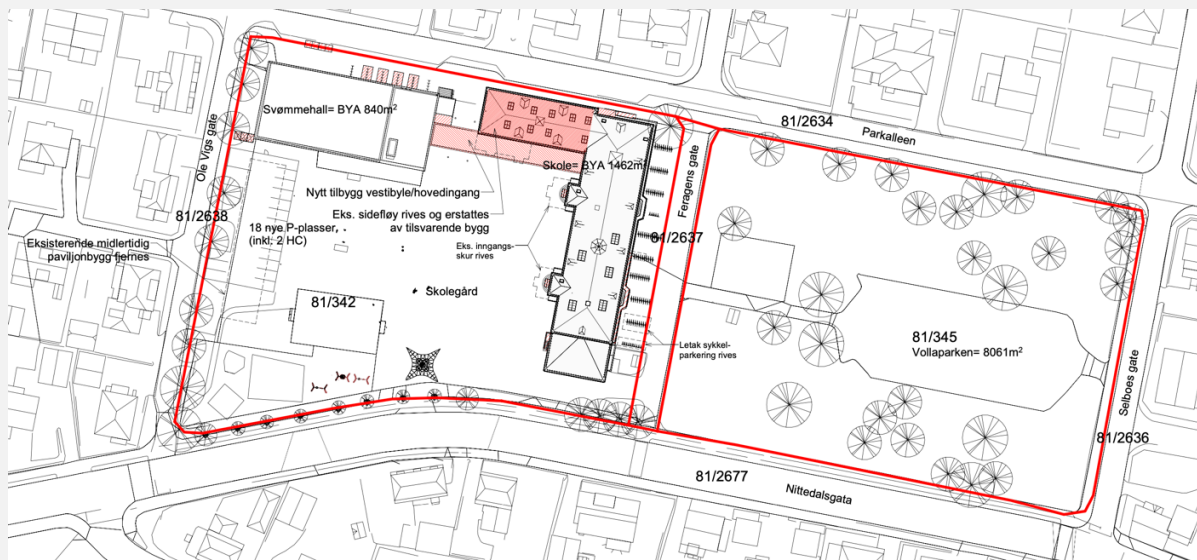 81/2634
Parkalleen
Svømmehall= BYA 840m²
Ole Vigs gate
Skole= BYA 1462m²
Feragens gate
Nytt tilbygg vestibyle/hovedingang
81/2638
Eks. sidefløy rives og erstattes
av tilsvarende bygg
18 nye P-plasser,
(inkl. 2 HC)
Eksisterende midlertidig
paviljonbygg fjernes
Eks. inngangs-
skur rives
81/2637
Skolegård
81/342
Letak sykkel-
parkering rives
81/345
Vollaparken= 8061m²
Selboes gate
81/2636
81/2677
Nittedalsgata